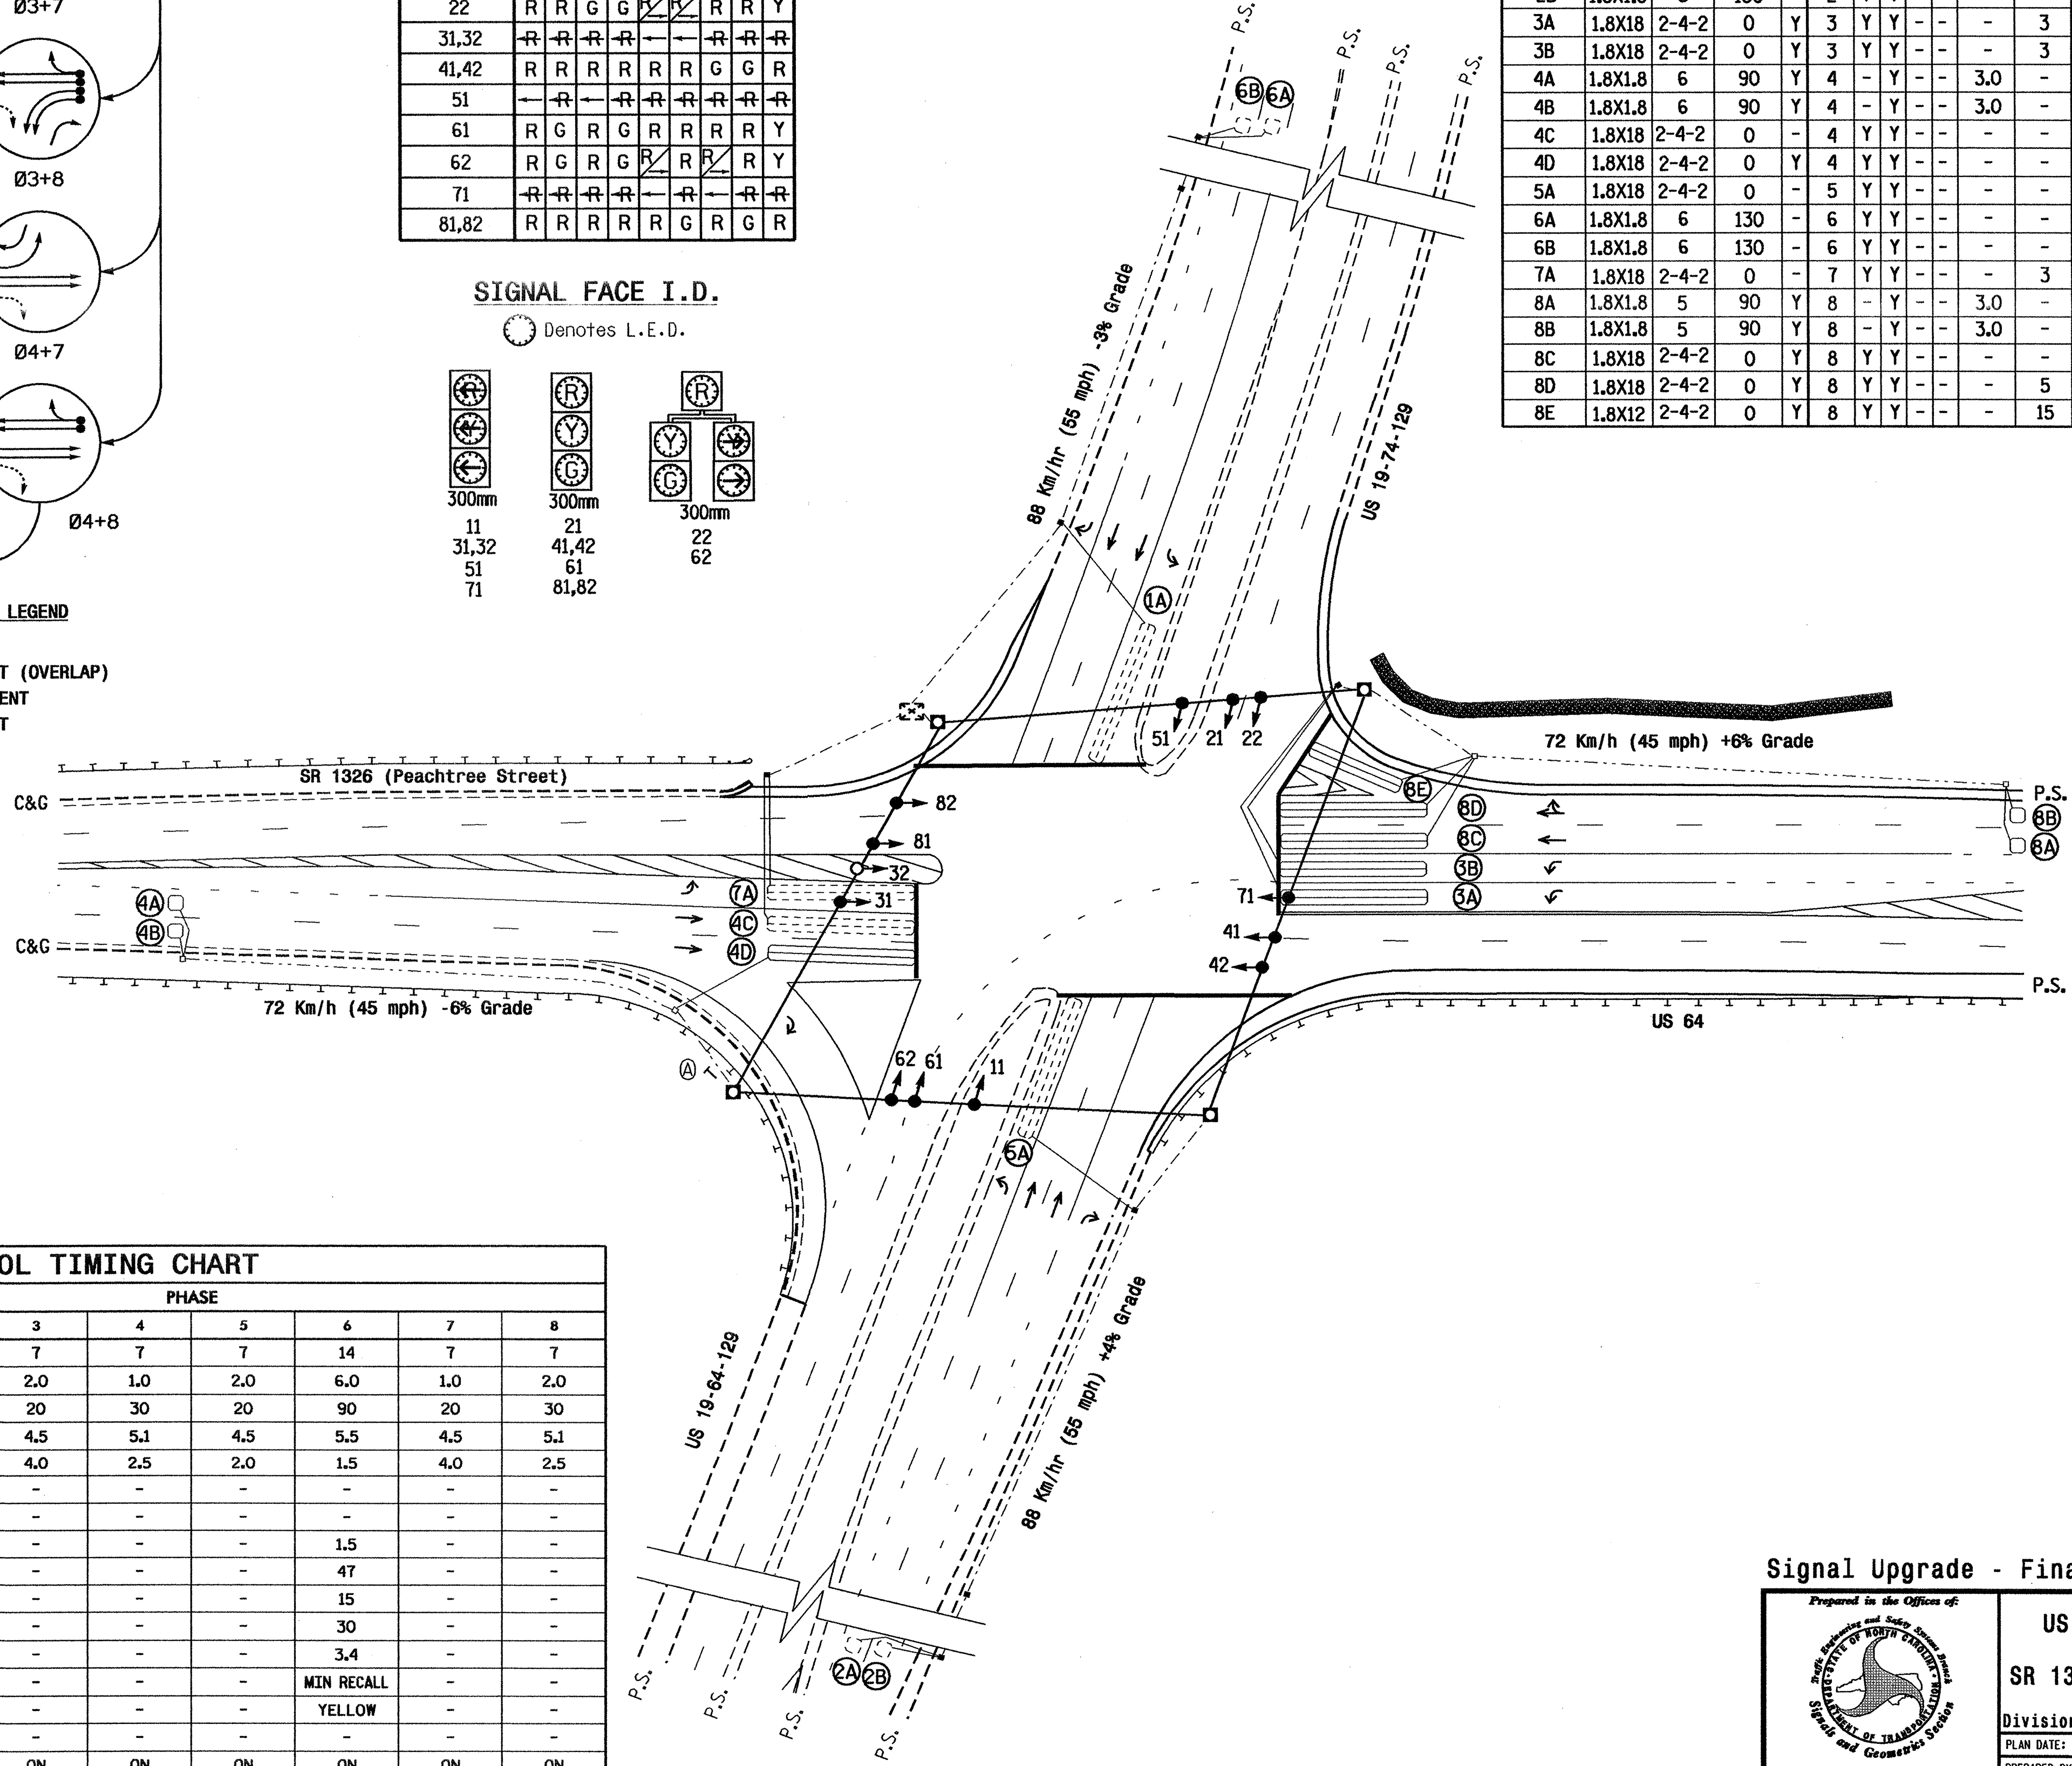 Ø3+7
Ø3+8
Ø4+7
Ø4+8
LEGEND
T (OVERLAP)
ENT
T
22 R R G G R R R R Y
31,32 R R R R ← ← R R R
41,42 R R R R R R G G R
51 ← R ← R R R R R R
61 R G R G R R R R Y
62 R G R G R R R R Y
71 R R R R ← R ← R R
81,82 R R R R R G R G R
SIGNAL FACE I.D.
Denotes L.E.D.
R R R
Y Y Y Y
G G
300mm 300mm 300mm
11 21 22
31,32 41,42 62
51 61
71 81,82
3A 1.8X18 2-4-2 0 Y 3 Y Y - - - 3
3B 1.8X18 2-4-2 0 Y 3 Y Y - - - 3
4A 1.8X1.8 6 90 Y 4 - Y - - 3.0 -
4B 1.8X1.8 6 90 Y 4 - Y - - 3.0 -
4C 1.8X18 2-4-2 0 - 4 Y Y - - - -
4D 1.8X18 2-4-2 0 Y 4 Y Y - - - -
5A 1.8X18 2-4-2 0 - 5 Y Y - - - -
6A 1.8X1.8 6 130 - 6 Y Y - - - -
6B 1.8X1.8 6 130 - 6 Y Y - - - -
7A 1.8X18 2-4-2 0 - 7 Y Y - - - 3
8A 1.8X1.8 5 90 Y 8 - Y - - 3.0 -
8B 1.8X1.8 5 90 Y 8 - Y - - 3.0 -
8C 1.8X18 2-4-2 0 Y 8 Y Y - - - -
8D 1.8X18 2-4-2 0 Y 8 Y Y - - - 5
8E 1.8X12 2-4-2 0 Y 8 Y Y - - - 15
P.S. P.S. P.S. P.S.
6B 6A
88 Km/hr (55 mph) -3% Grade
US 19-74-129
1A
51 21 22
72 Km/h (45 mph) +6% Grade
SR 1326 (Peachtree Street)
C&G
82
81
32
31
7A
4C
4D
4A
4B
C&G
72 Km/h (45 mph) -6% Grade
8E
8D
8C
3B
3A
P.S.
8B
8A
71
41
42
P.S.
US 64
A
62 61 11
5A
US 19-64-129
88 Km/hr (55 mph) +4% Grade
2A 2B
P.S. P.S. P.S. P.S.
OL TIMING CHART
PHASE
3 4 5 6 7 8
7 7 7 14 7 7
2.0 1.0 2.0 6.0 1.0 2.0
20 30 20 90 20 30
4.5 5.1 4.5 5.5 4.5 5.1
4.0 2.5 2.0 1.5 4.0 2.5
- - - - - -
- - - - - -
- - - 1.5 - -
- - - 47 - -
- - - 15 - -
- - - 30 - -
- - - 3.4 - -
- - - MIN RECALL - -
- - - YELLOW - -
- - - - - -
ON ON ON ON ON ON
Signal Upgrade - Fina
Prepared in the Offices of:
Traffic Engineering and Safety Systems Branch
STATE OF NORTH CAROLINA
DEPARTMENT OF TRANSPORTATION
Signals and Geometrics Section
US
SR 13
Division
PLAN DATE: